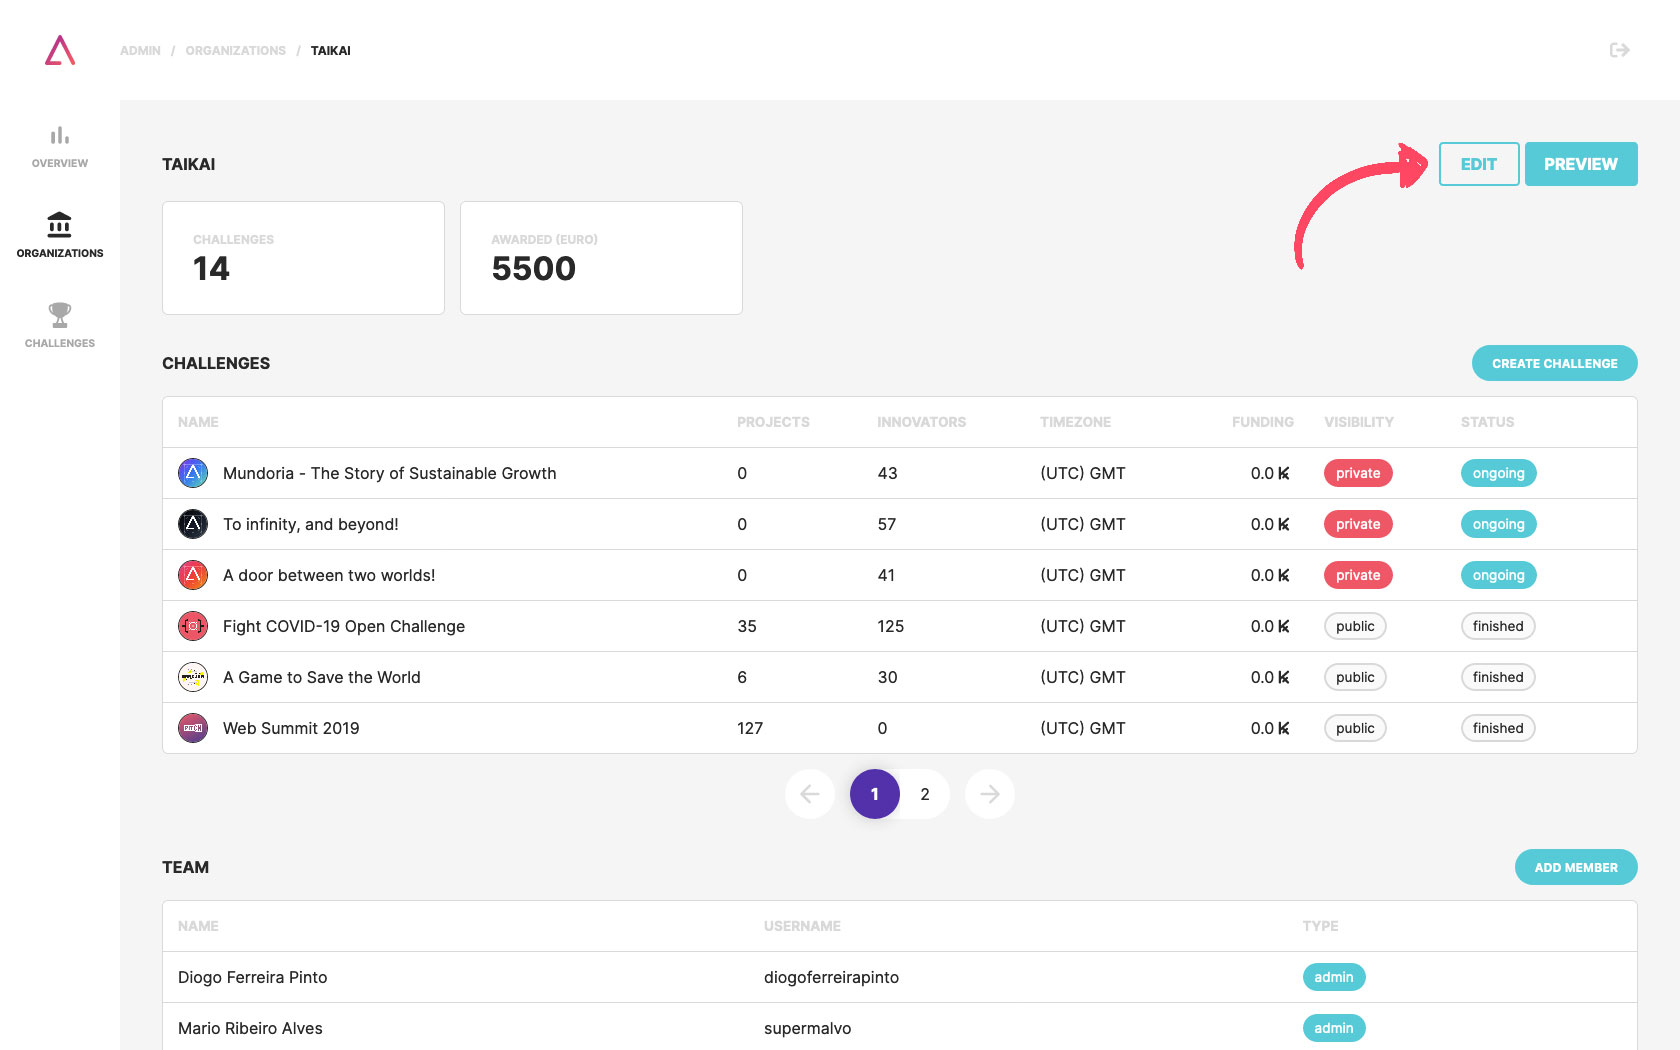 ADMIN / ORGANIZATIONS / TAIKAI
OVERVIEW
ORGANIZATIONS
CHALLENGES
TAIKAI
EDIT
PREVIEW
CHALLENGES
14
AWARDED (EURO)
5500
CHALLENGES
CREATE CHALLENGE
NAME PROJECTS INNOVATORS TIMEZONE FUNDING VISIBILITY STATUS
Mundoria - The Story of Sustainable Growth 0 43 (UTC) GMT 0.0 K private ongoing
To infinity, and beyond! 0 57 (UTC) GMT 0.0 K private ongoing
A door between two worlds! 0 41 (UTC) GMT 0.0 K private ongoing
Fight COVID-19 Open Challenge 35 125 (UTC) GMT 0.0 K public finished
A Game to Save the World 6 30 (UTC) GMT 0.0 K public finished
PITCH Web Summit 2019 127 0 (UTC) GMT 0.0 K public finished
1 2
TEAM
ADD MEMBER
NAME USERNAME TYPE
Diogo Ferreira Pinto diogoferreirapinto admin
Mario Ribeiro Alves supermalvo admin